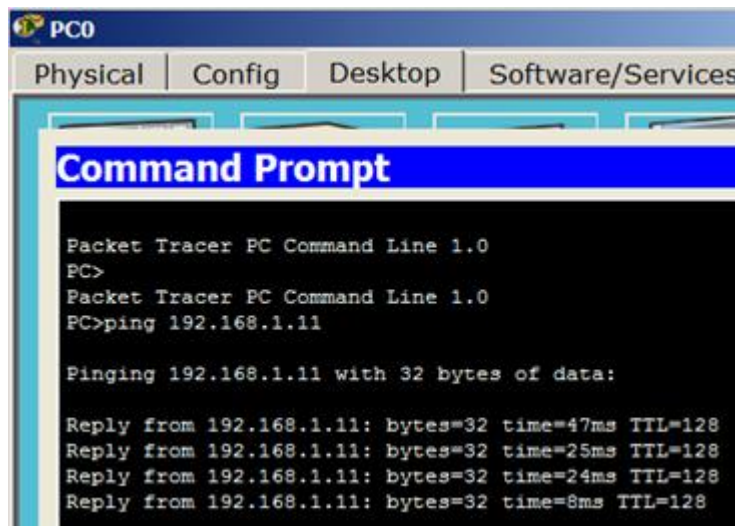 PC0
Physical Config Desktop Software/Services
Command Prompt
Packet Tracer PC Command Line 1.0
PC>
Packet Tracer PC Command Line 1.0
PC>ping 192.168.1.11
Pinging 192.168.1.11 with 32 bytes of data:
Reply from 192.168.1.11: bytes=32 time=47ms TTL=128
Reply from 192.168.1.11: bytes=32 time=25ms TTL=128
Reply from 192.168.1.11: bytes=32 time=24ms TTL=128
Reply from 192.168.1.11: bytes=32 time=8ms TTL=128